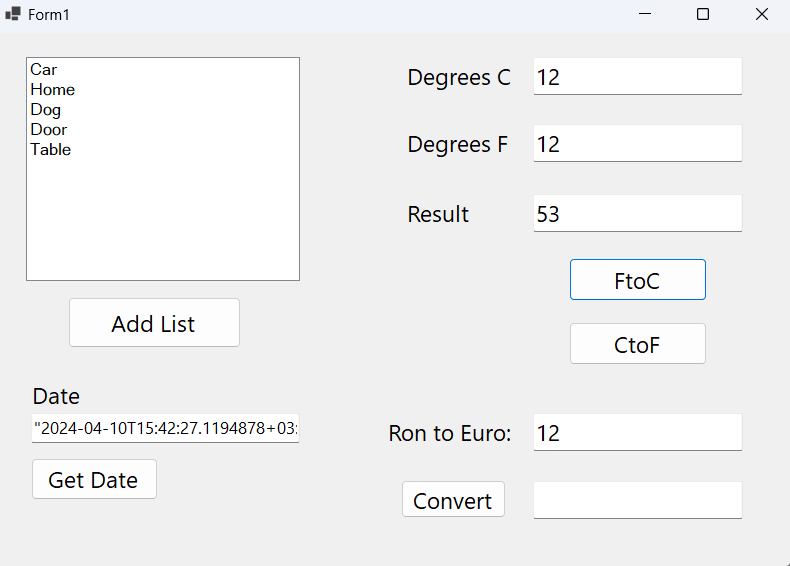 Form1
Car
Home
Dog
Door
Table
Add List
Date
"2024-04-10T15:42:27.1194878+03:
Get Date
Degrees C 12
Degrees F 12
Result 53
FtoC
CtoF
Ron to Euro: 12
Convert